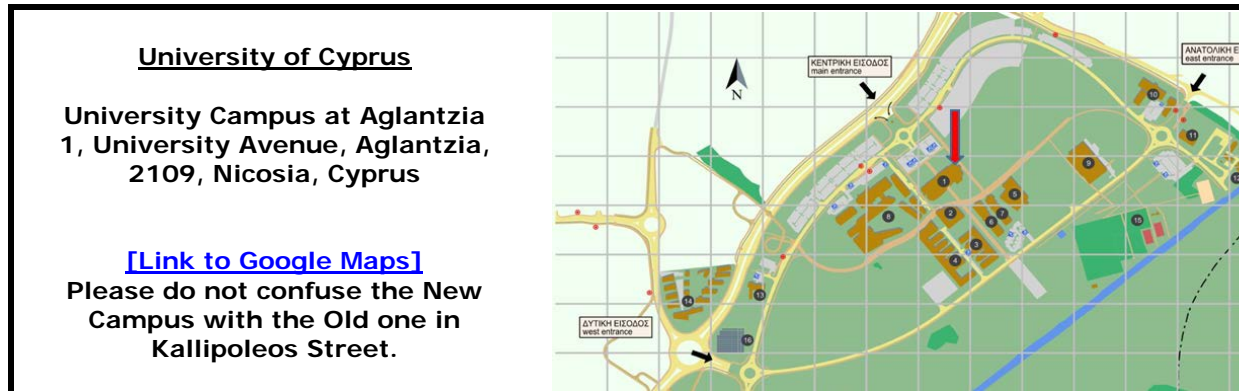 University of Cyprus
University Campus at Aglantzia
1, University Avenue, Aglantzia,
2109, Nicosia, Cyprus
[Link to Google Maps]
Please do not confuse the New
Campus with the Old one in
Kallipoleos Street.
ΚΕΝΤΡΙΚΗ ΕΙΣΟΔΟΣ
main entrance
ΑΝΑΤΟΛΙΚΗ Ε
east entrance
N
10
11
12
9
1
5
8
2
7
6
3
4
15
14
13
ΔΥΤΙΚΗ ΕΙΣΟΔΟΣ
west entrance
16